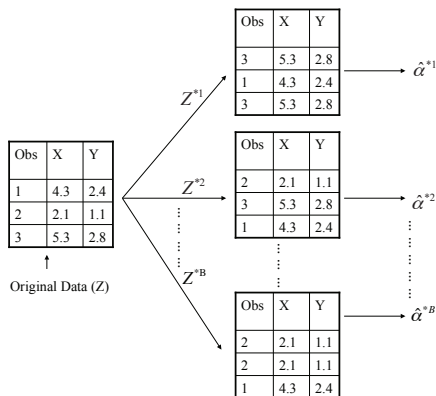 Obs X Y
3 5.3 2.8
1 4.3 2.4
3 5.3 2.8
Z*1
α̂*1
Obs X Y
1 4.3 2.4
2 2.1 1.1
3 5.3 2.8
Original Data (Z)
Z*2
Obs X Y
2 2.1 1.1
3 5.3 2.8
1 4.3 2.4
α̂*2
Z*B
Obs X Y
2 2.1 1.1
2 2.1 1.1
1 4.3 2.4
α̂*B